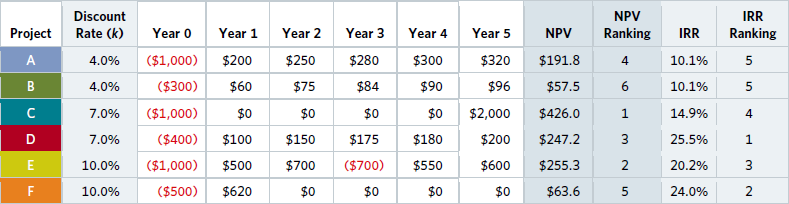 Project Discount Rate (k) Year 0 Year 1 Year 2 Year 3 Year 4 Year 5 NPV NPV Ranking IRR IRR Ranking
A 4.0% ($1,000) $200 $250 $280 $300 $320 $191.8 4 10.1% 5
B 4.0% ($300) $60 $75 $84 $90 $96 $57.5 6 10.1% 5
C 7.0% ($1,000) $0 $0 $0 $0 $2,000 $426.0 1 14.9% 4
D 7.0% ($400) $100 $150 $175 $180 $200 $247.2 3 25.5% 1
E 10.0% ($1,000) $500 $700 ($700) $550 $600 $255.3 2 20.2% 3
F 10.0% ($500) $620 $0 $0 $0 $0 $63.6 5 24.0% 2